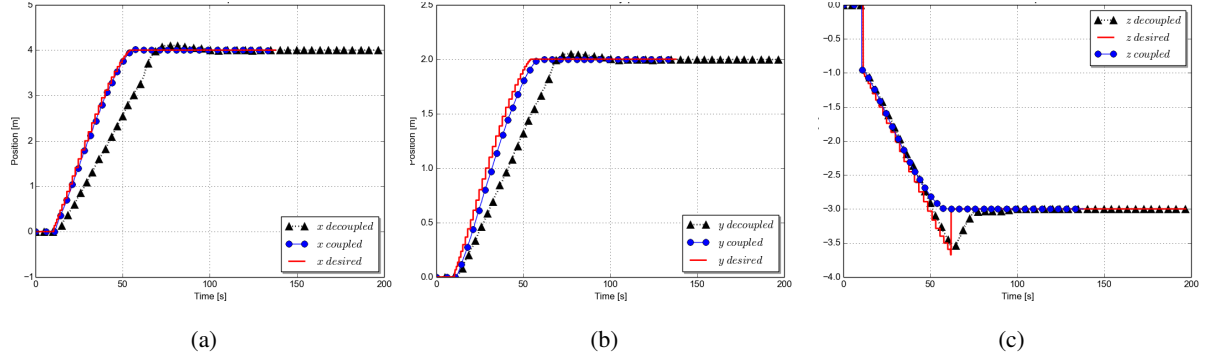 5
4
3
2
1
0
−1
0 50 100 150 200
Position [m]
Time [s]
x decoupled
x coupled
x desired
(a)
2.5
2.0
1.5
1.0
0.5
0.0
0 50 100 150 200
Position [m]
Time [s]
y decoupled
y coupled
y desired
(b)
0.0
−0.5
−1.0
−1.5
−2.0
−2.5
−3.0
−3.5
−4.0
0 50 100 150 200
Time [s]
z decoupled
z desired
z coupled
(c)